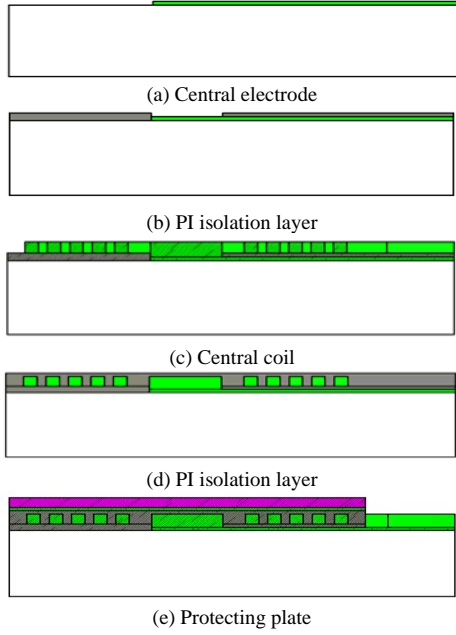 (a) Central electrode
(b) PI isolation layer
(c) Central coil
(d) PI isolation layer
(e) Protecting plate